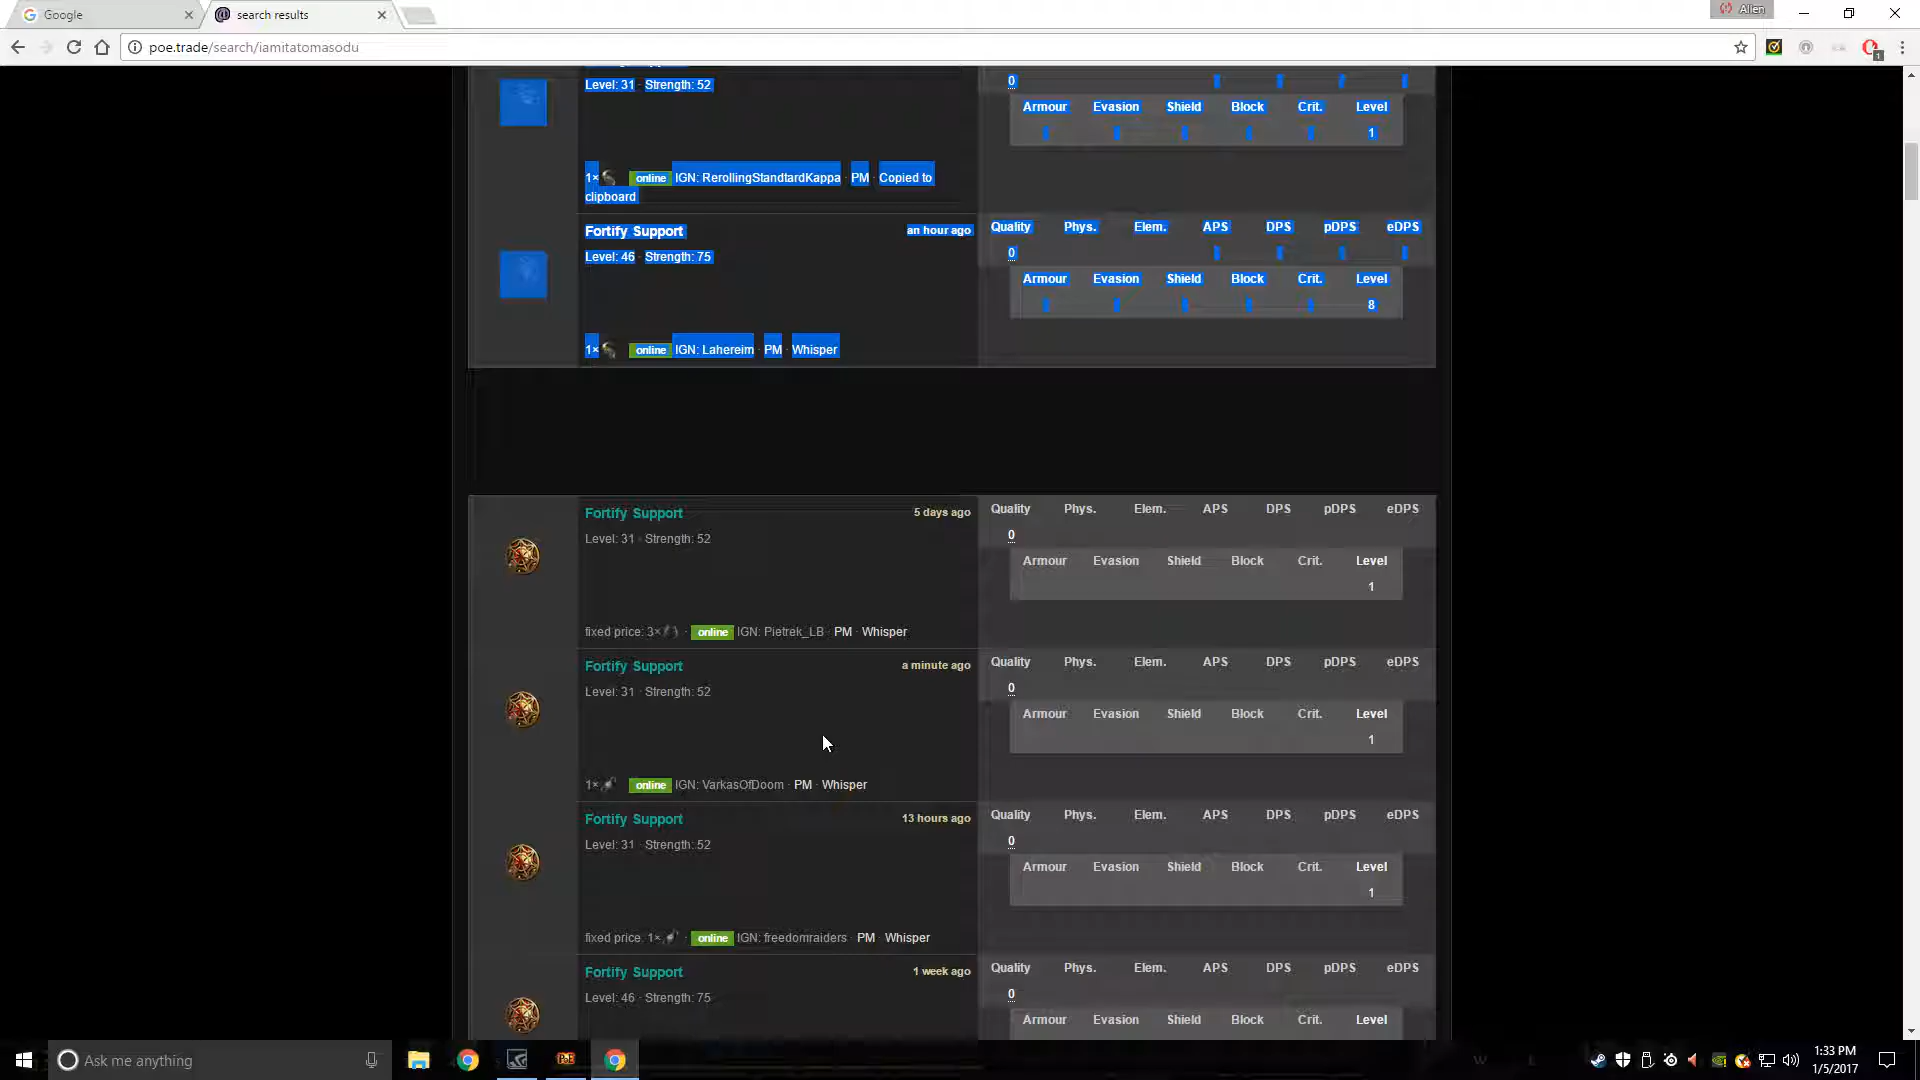 Google
search results
Alien
poe.trade/search/iamitatomasodu
1
Level: 31 · Strength: 52
0
Armour Evasion Shield Block Crit. Level
1
1× online IGN: RerollingStandtardKappa · PM · Copied to
clipboard
Fortify Support an hour ago Quality Phys. Elem. APS DPS pDPS eDPS
Level: 46 · Strength: 75
0
Armour Evasion Shield Block Crit. Level
8
1× online IGN: Lahereim · PM · Whisper
Fortify Support 5 days ago Quality Phys. Elem. APS DPS pDPS eDPS
Level: 31 · Strength: 52
0
Armour Evasion Shield Block Crit. Level
1
fixed price: 3× · online IGN: Pietrek_LB · PM · Whisper
Fortify Support a minute ago Quality Phys. Elem. APS DPS pDPS eDPS
Level: 31 · Strength: 52
0
Armour Evasion Shield Block Crit. Level
1
1× online IGN: VarkasOfDoom · PM · Whisper
Fortify Support 13 hours ago Quality Phys. Elem. APS DPS pDPS eDPS
Level: 31 · Strength: 52
0
Armour Evasion Shield Block Crit. Level
1
fixed price: 1× · online IGN: freedomraiders · PM · Whisper
Fortify Support 1 week ago Quality Phys. Elem. APS DPS pDPS eDPS
Level: 46 · Strength: 75
0
Armour Evasion Shield Block Crit. Level
Ask me anything
PoE
1:33 PM
1/5/2017